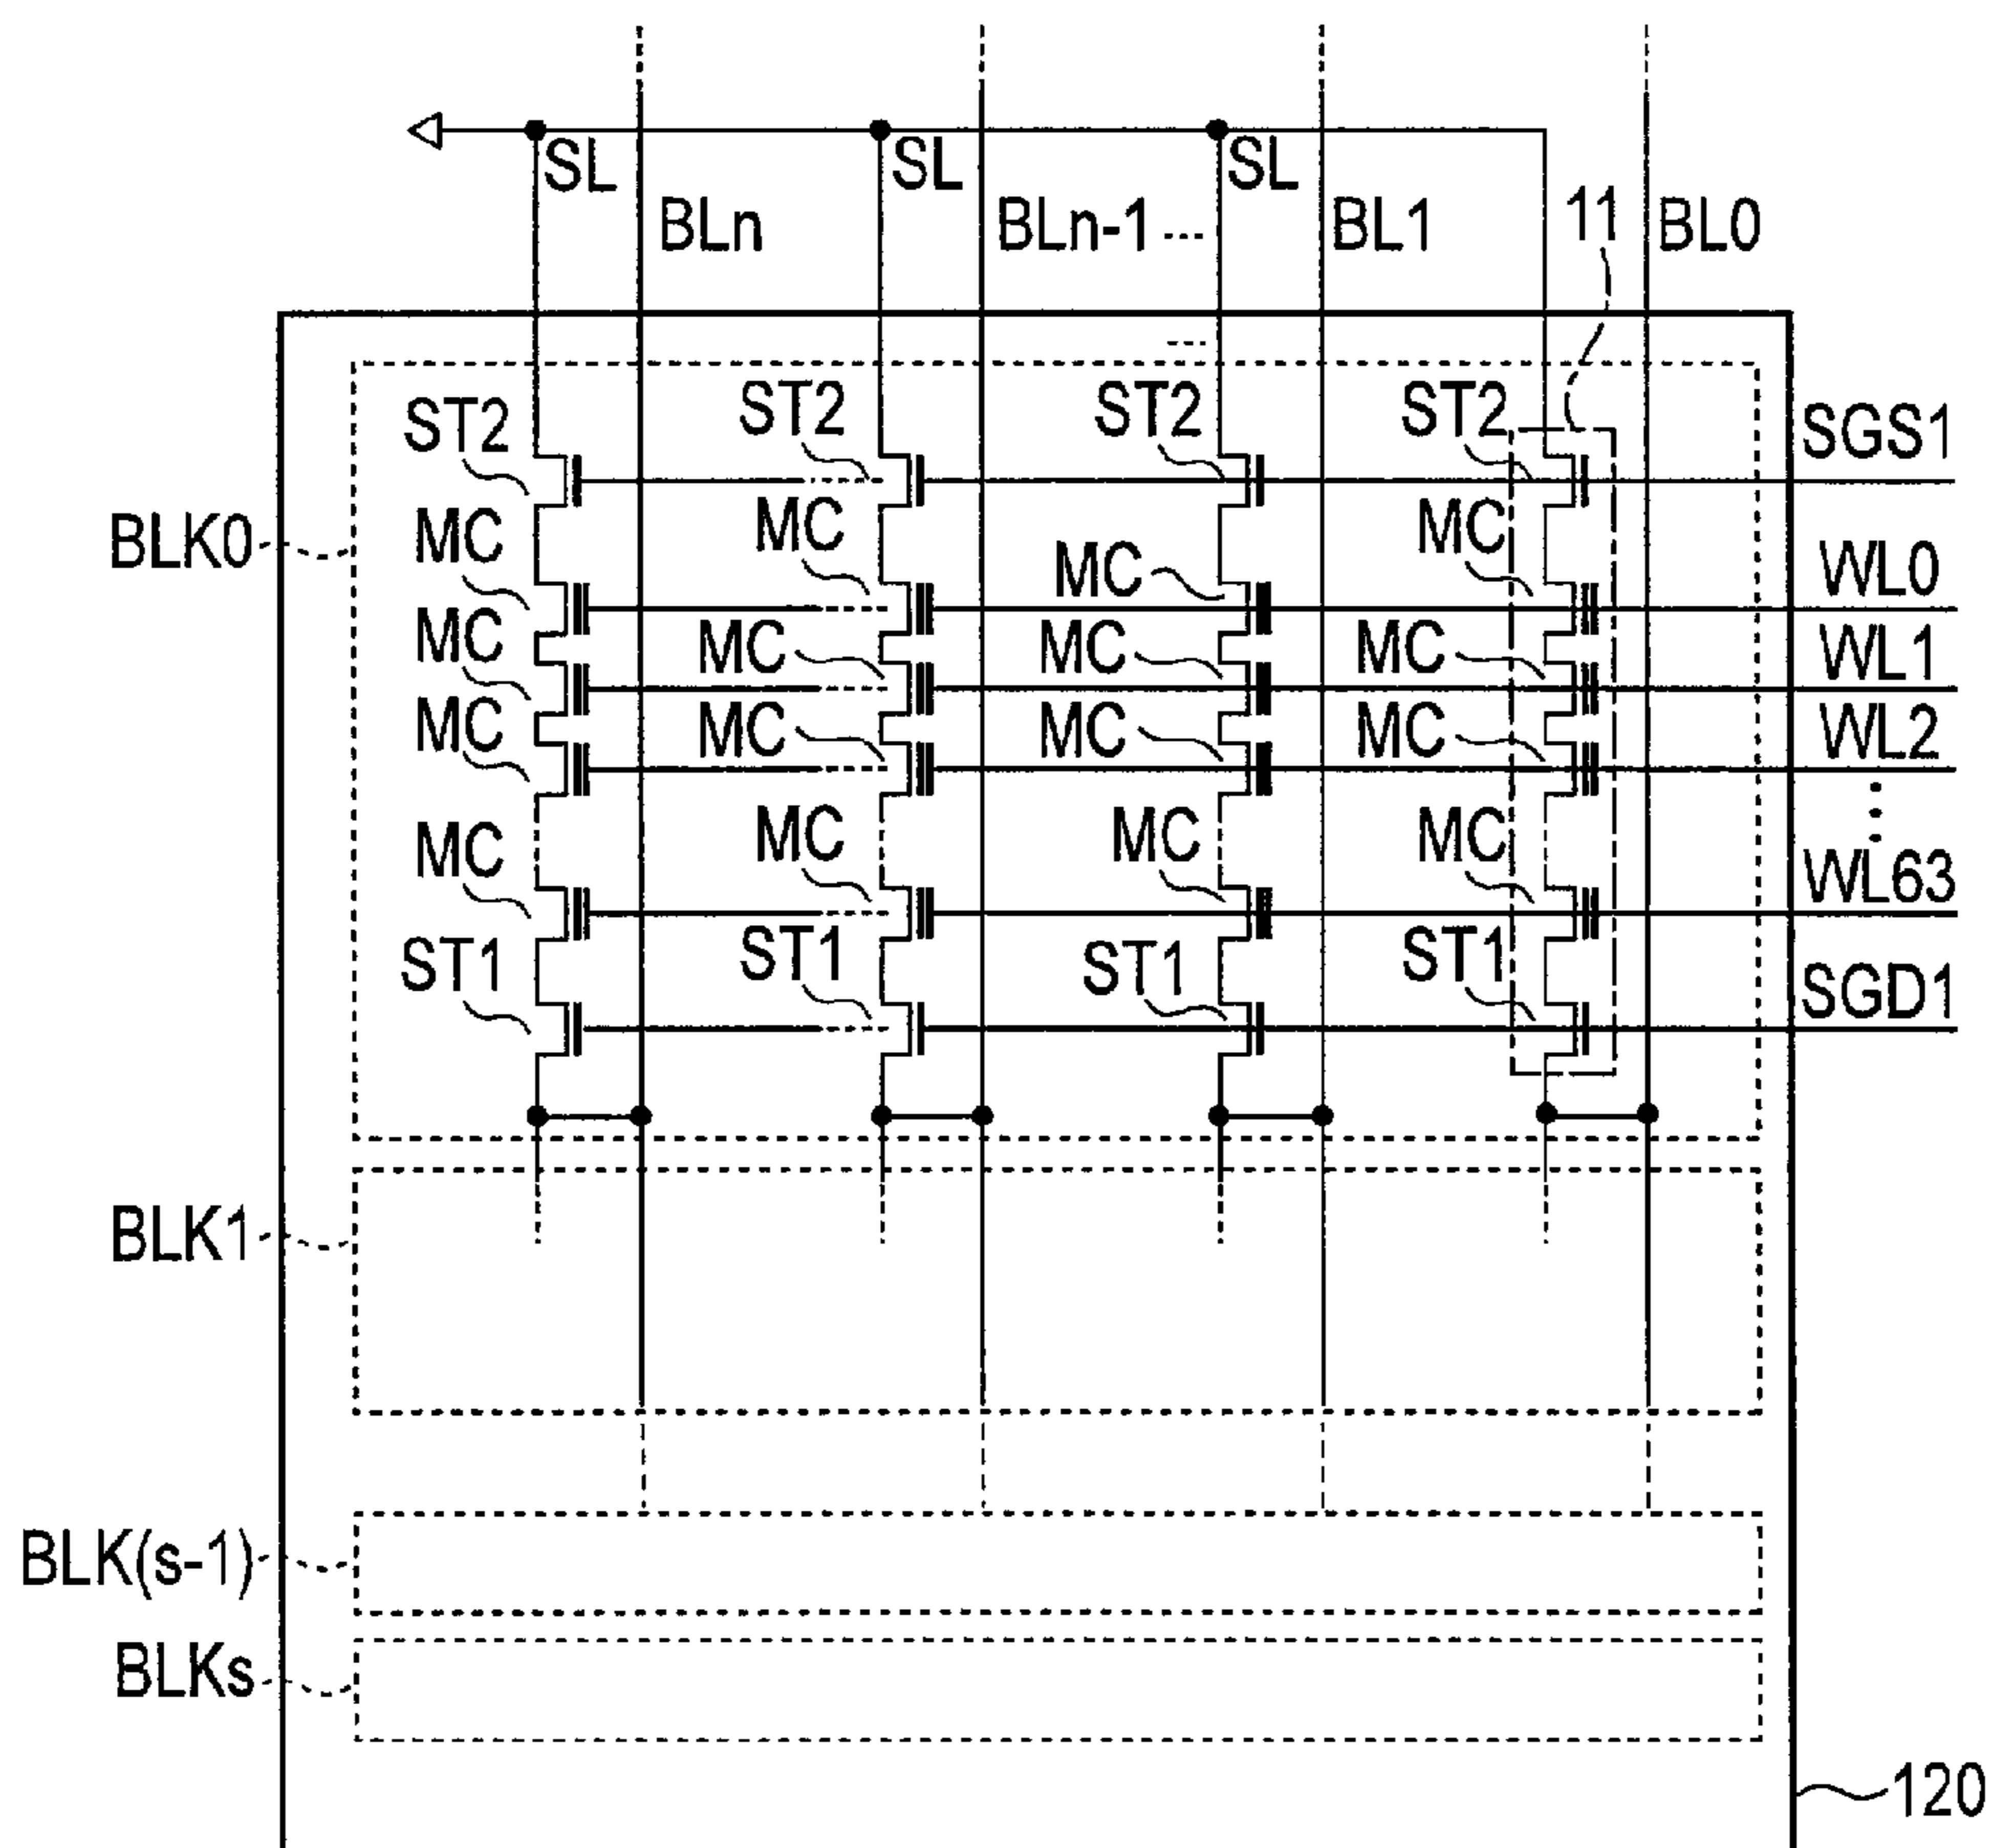 SL SL SL
BLn BLn-1 BL1 11 BL0
ST2 ST2 ST2 ST2 SGS1
BLK0 MC MC MC MC WL0
MC MC MC MC WL1
MC MC MC MC WL2
MC MC MC MC WL63
ST1 ST1 ST1 ST1 SGD1
BLK1
BLK(s-1)
BLKs
120